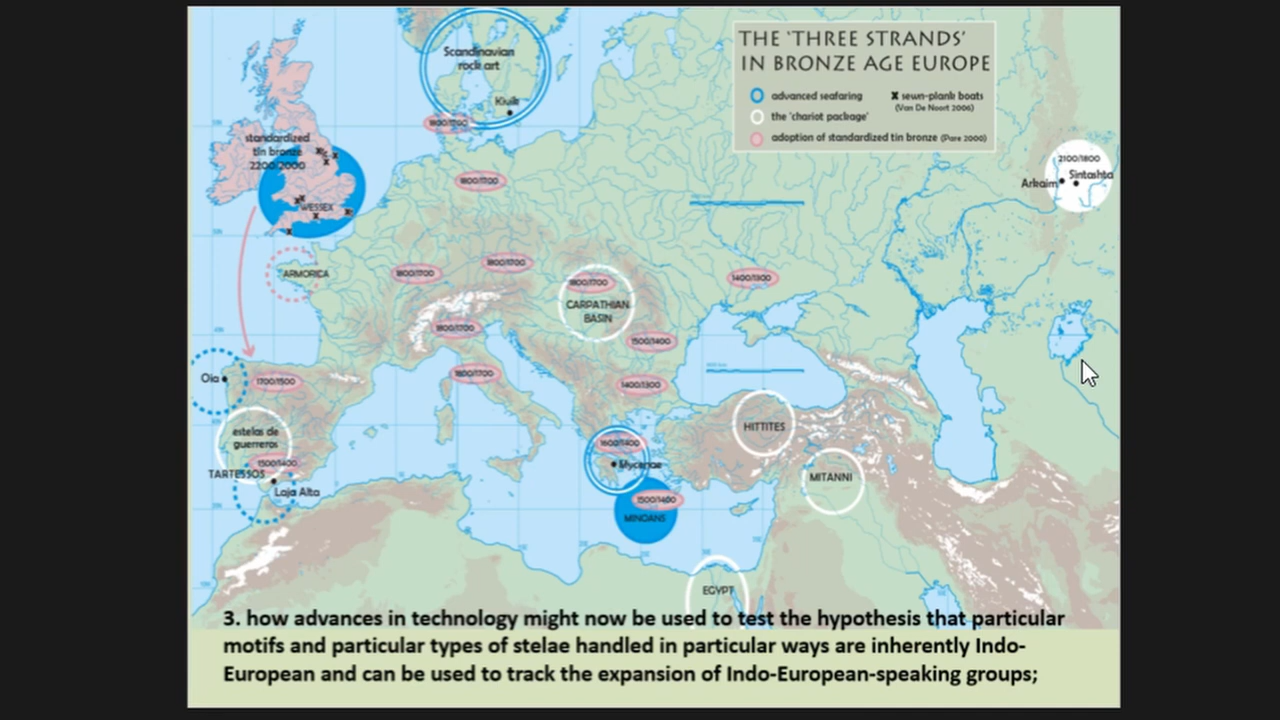 THE 'THREE STRANDS'
IN BRONZE AGE EUROPE
advanced seafaring
x sewn-plank boats
(Van De Noort 2006)
the 'chariot package'
adoption of standardized tin bronze (Pare 2000)
Scandinavian
rock art
Kivik
1800/1700
standardized
tin bronze
2200/2000
WESSEX
1800/1700
2100/1800
Arkaim
Sintashta
ARMORICA
1800/1700
1800/1700
1800/1700
CARPATHIAN
BASIN
1400/1300
1800/1700
1500/1400
Oia
1700/1500
1800/1700
1400/1300
estelas de
guerreros
1500/1400
TARTESSOS
Laja Alta
1600/1400
Mycenae
HITTITES
MITANNI
1500/1400
MINOANS
EGYPT
3. how advances in technology might now be used to test the hypothesis that particular
motifs and particular types of stelae handled in particular ways are inherently Indo-
European and can be used to track the expansion of Indo-European-speaking groups;